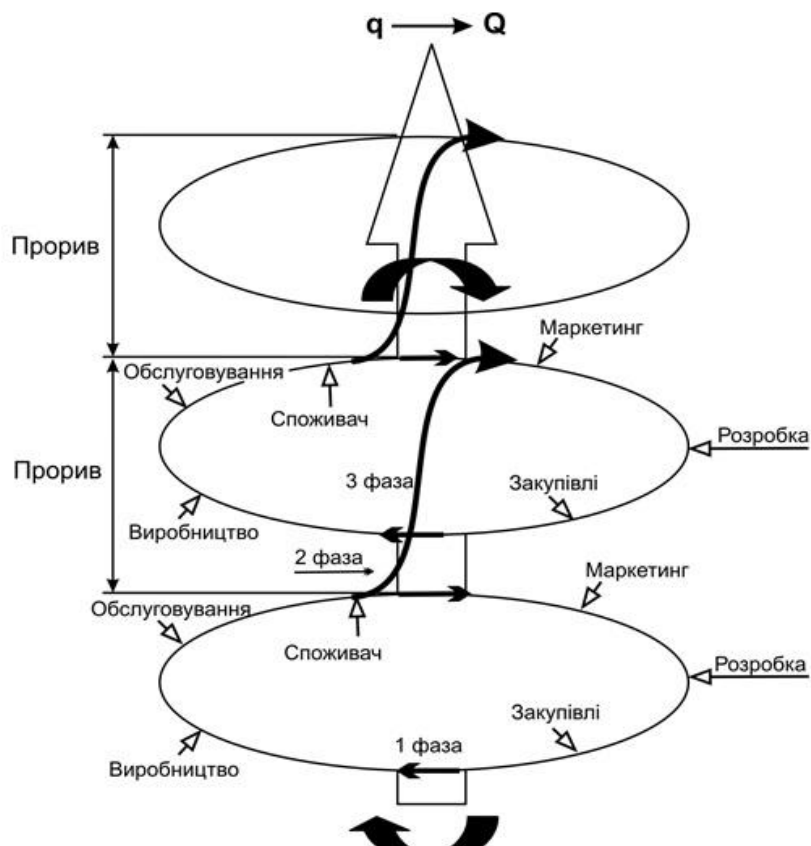 q Q
Прорив
Маркетинг
Обслуговування
Споживач
Розробка
Прорив
3 фаза
Закупівлі
Виробництво
2 фаза
Маркетинг
Обслуговування
Споживач
Розробка
Закупівлі
1 фаза
Виробництво